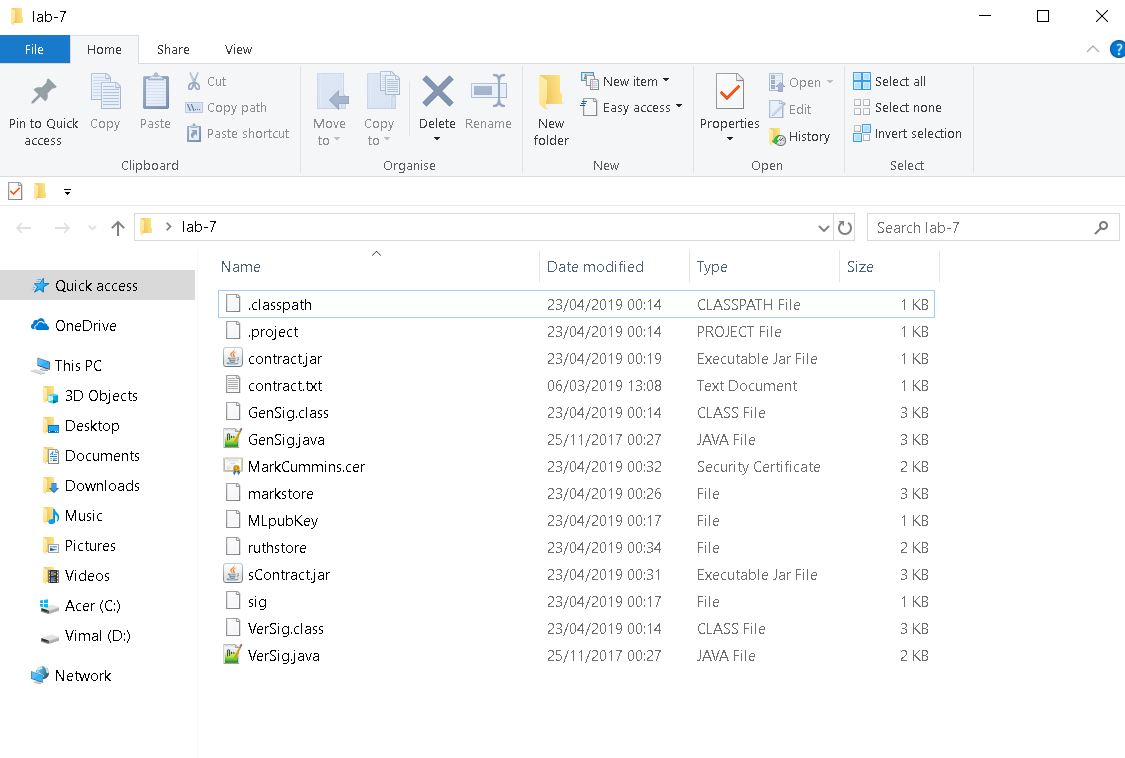 lab-7
File Home Share View
Pin to Quick access
Copy
Paste
Cut
Copy path
Paste shortcut
Clipboard
Move to
Copy to
Delete
Rename
Organise
New folder
New item
Easy access
New
Properties
Open
Edit
History
Open
Select all
Select none
Invert selection
Select
lab-7
Search lab-7
Quick access
OneDrive
This PC
3D Objects
Desktop
Documents
Downloads
Music
Pictures
Videos
Acer (C:)
Vimal (D:)
Network
Name Date modified Type Size
.classpath 23/04/2019 00:14 CLASSPATH File 1 KB
.project 23/04/2019 00:14 PROJECT File 1 KB
contract.jar 23/04/2019 00:19 Executable Jar File 1 KB
contract.txt 06/03/2019 13:08 Text Document 1 KB
GenSig.class 23/04/2019 00:14 CLASS File 3 KB
GenSig.java 25/11/2017 00:27 JAVA File 3 KB
MarkCummins.cer 23/04/2019 00:32 Security Certificate 2 KB
markstore 23/04/2019 00:26 File 3 KB
MLpubKey 23/04/2019 00:17 File 1 KB
ruthstore 23/04/2019 00:34 File 2 KB
sContract.jar 23/04/2019 00:31 Executable Jar File 3 KB
sig 23/04/2019 00:17 File 1 KB
VerSig.class 23/04/2019 00:14 CLASS File 3 KB
VerSig.java 25/11/2017 00:27 JAVA File 2 KB